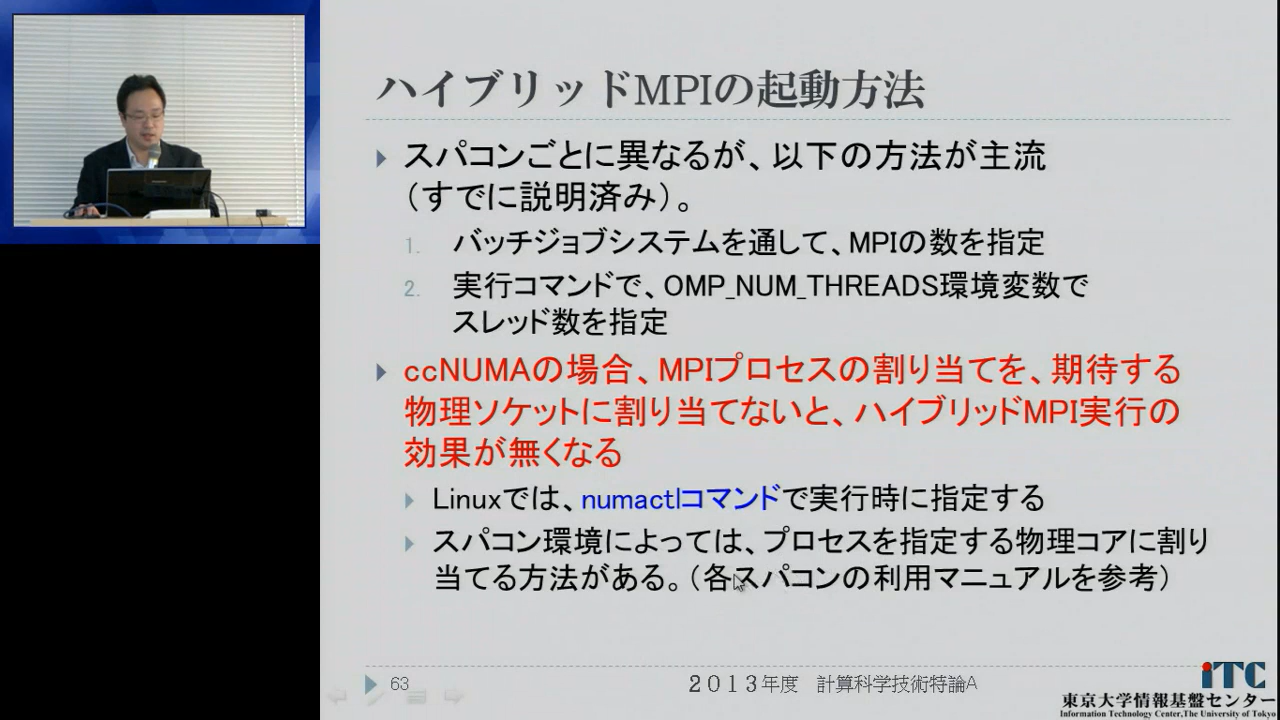 ハイブリッドMPIの起動方法
スパコンごとに異なるが、以下の方法が主流
（すでに説明済み）。
1. バッチジョブシステムを通して、MPIの数を指定
2. 実行コマンドで、OMP_NUM_THREADS環境変数で
スレッド数を指定
ccNUMAの場合、MPIプロセスの割り当てを、期待する
物理ソケットに割り当てないと、ハイブリッドMPI実行の
効果が無くなる
Linuxでは、numactlコマンドで実行時に指定する
スパコン環境によっては、プロセスを指定する物理コアに割り
当てる方法がある。（各スパコンの利用マニュアルを参考）
63
２０１３年度 計算科学技術特論A
iTC
東京大学情報基盤センター
Information Technology Center,The University of Tokyo